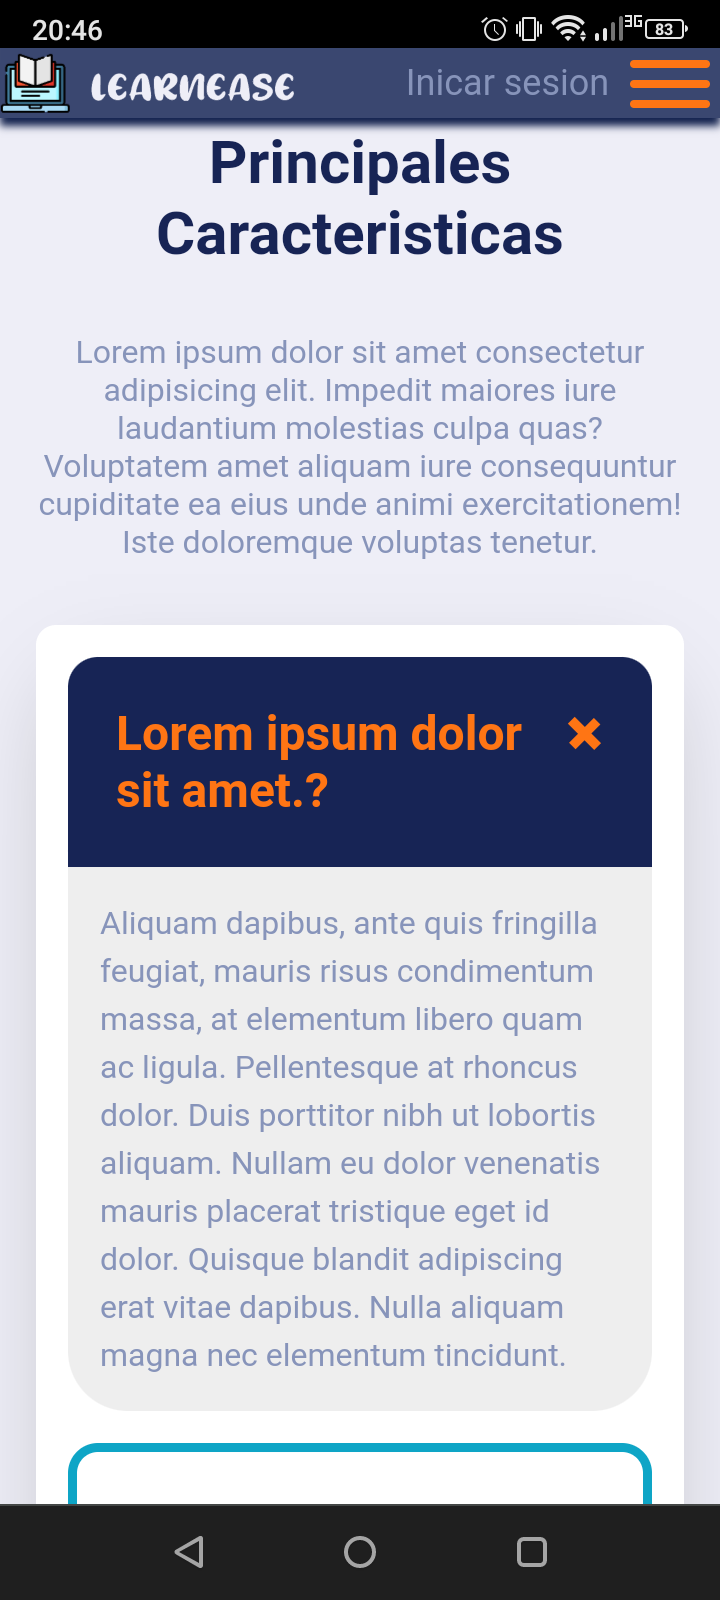 20:46
3G
83
LEARNEASE
Inicar sesion
Principales
Caracteristicas
Lorem ipsum dolor sit amet consectetur
adipisicing elit. Impedit maiores iure
laudantium molestias culpa quas?
Voluptatem amet aliquam iure consequuntur
cupiditate ea eius unde animi exercitationem!
Iste doloremque voluptas tenetur.
Lorem ipsum dolor
sit amet.?
Aliquam dapibus, ante quis fringilla
feugiat, mauris risus condimentum
massa, at elementum libero quam
ac ligula. Pellentesque at rhoncus
dolor. Duis porttitor nibh ut lobortis
aliquam. Nullam eu dolor venenatis
mauris placerat tristique eget id
dolor. Quisque blandit adipiscing
erat vitae dapibus. Nulla aliquam
magna nec elementum tincidunt.